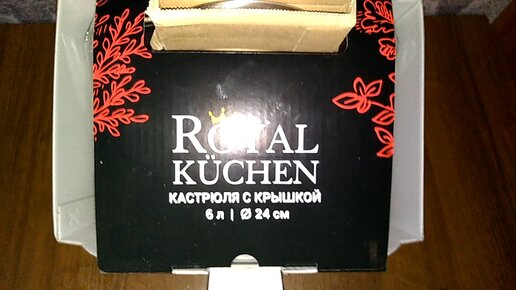 ROYAL
KÜCHEN
КАСТРЮЛЯ С КРЫШКОЙ
6 л | Ø 24 см